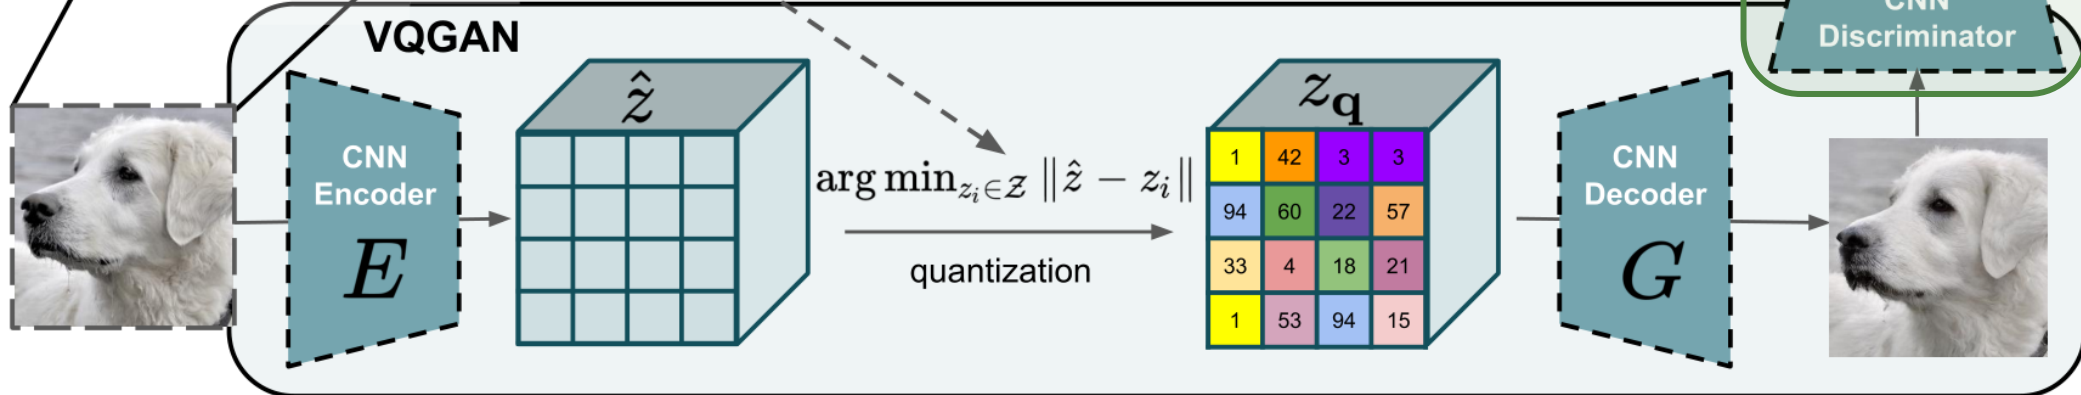 VQGAN
CNN
Discriminator
CNN
Encoder
E
ẑ
arg min_{z_i∈𝒵} ‖ẑ − z_i‖
quantization
z_q
1 42 3 3
94 60 22 57
33 4 18 21
1 53 94 15
CNN
Decoder
G